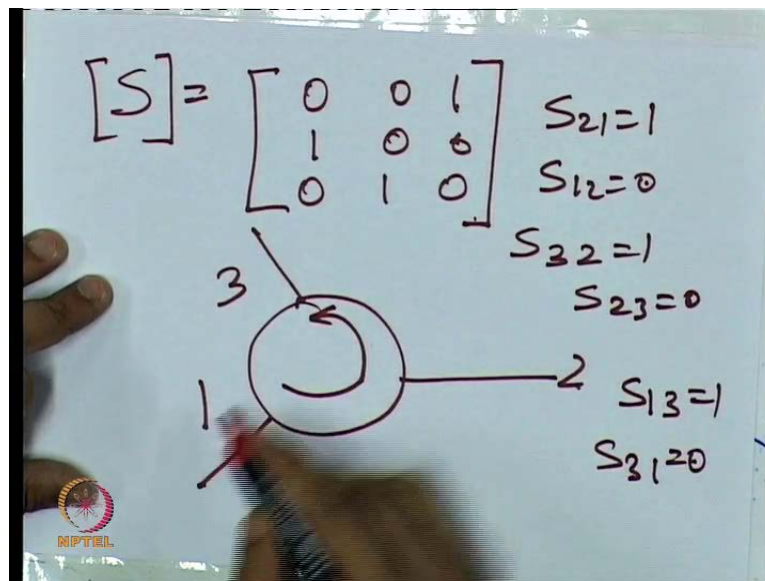 [S] = [ 0 0 1
1 0 0
0 1 0 ]
S21=1
S12=0
S32=1
S23=0
3
2
1
S13=1
S31=0
NPTEL